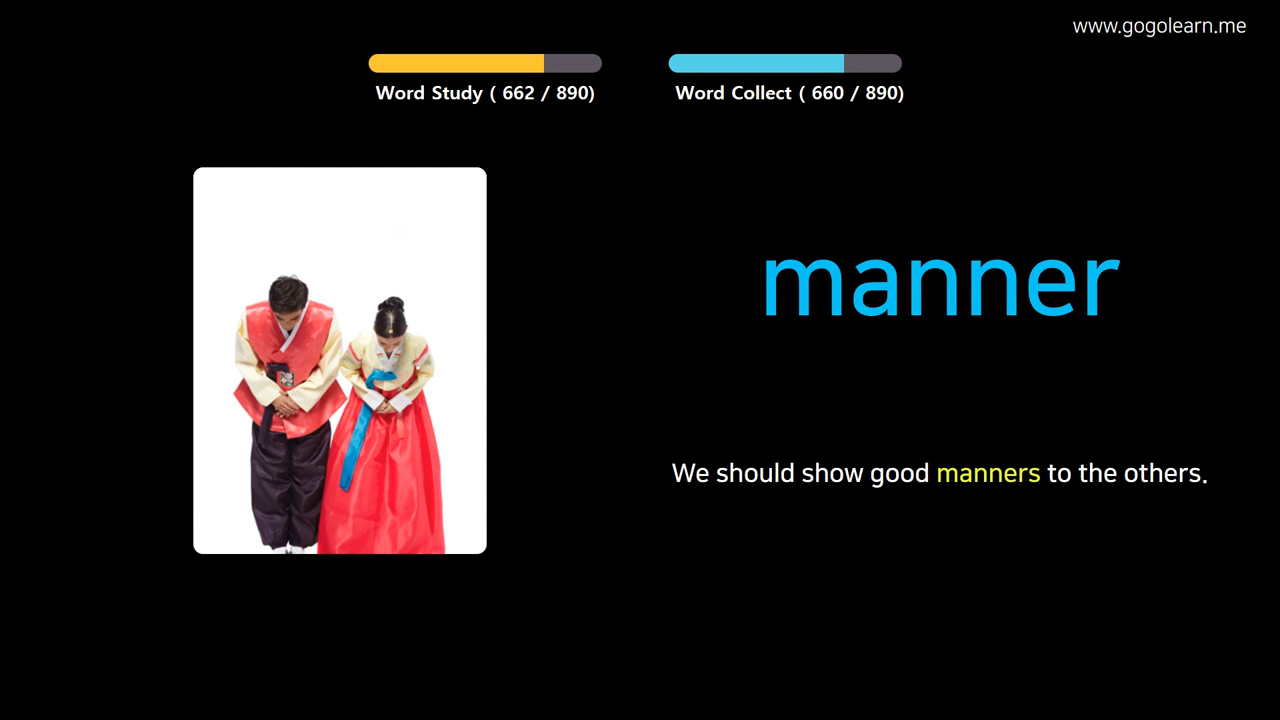 www.gogolearn.me
Word Study ( 662 / 890)
Word Collect ( 660 / 890)
manner
We should show good manners to the others.